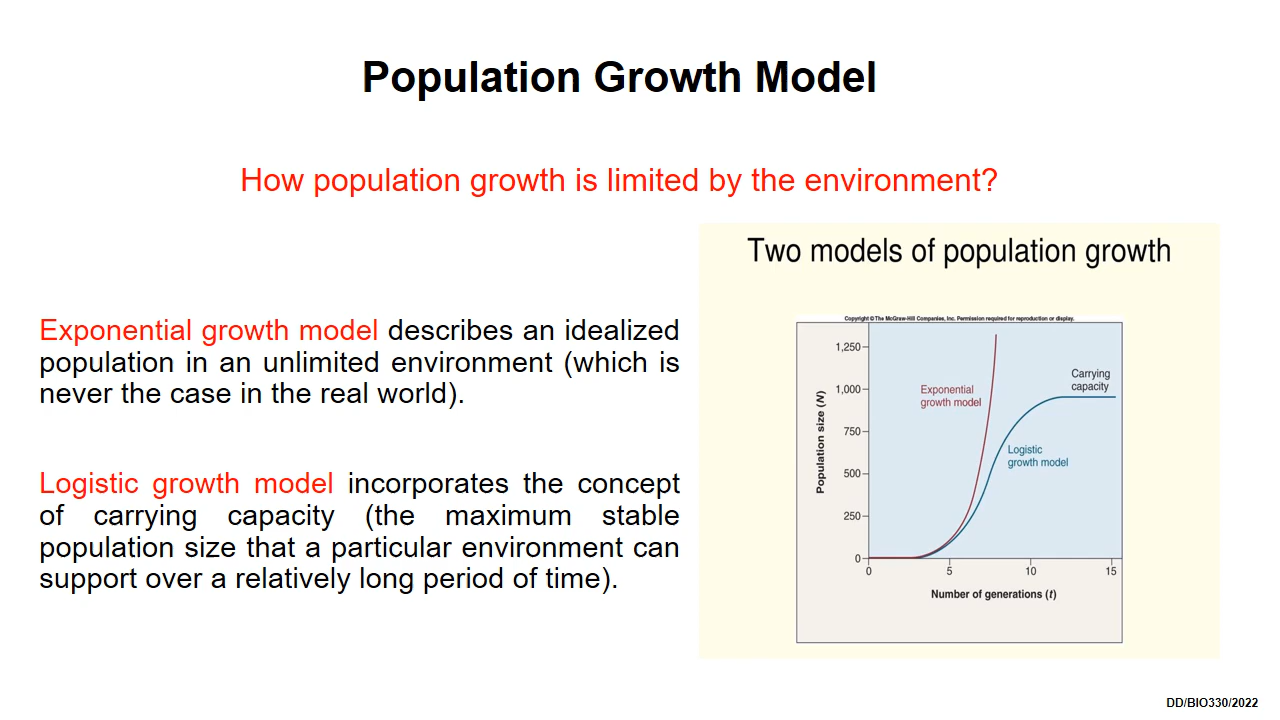 Population Growth Model
How population growth is limited by the environment?
Exponential growth model describes an idealized
population in an unlimited environment (which is
never the case in the real world).
Logistic growth model incorporates the concept
of carrying capacity (the maximum stable
population size that a particular environment can
support over a relatively long period of time).
Two models of population growth
Copyright © The McGraw-Hill Companies, Inc. Permission required for reproduction or display.
Population size (N)
1,250
1,000
750
500
250
0
Exponential
growth model
Carrying
capacity
Logistic
growth model
0 5 10 15
Number of generations (t)
DD/BIO330/2022